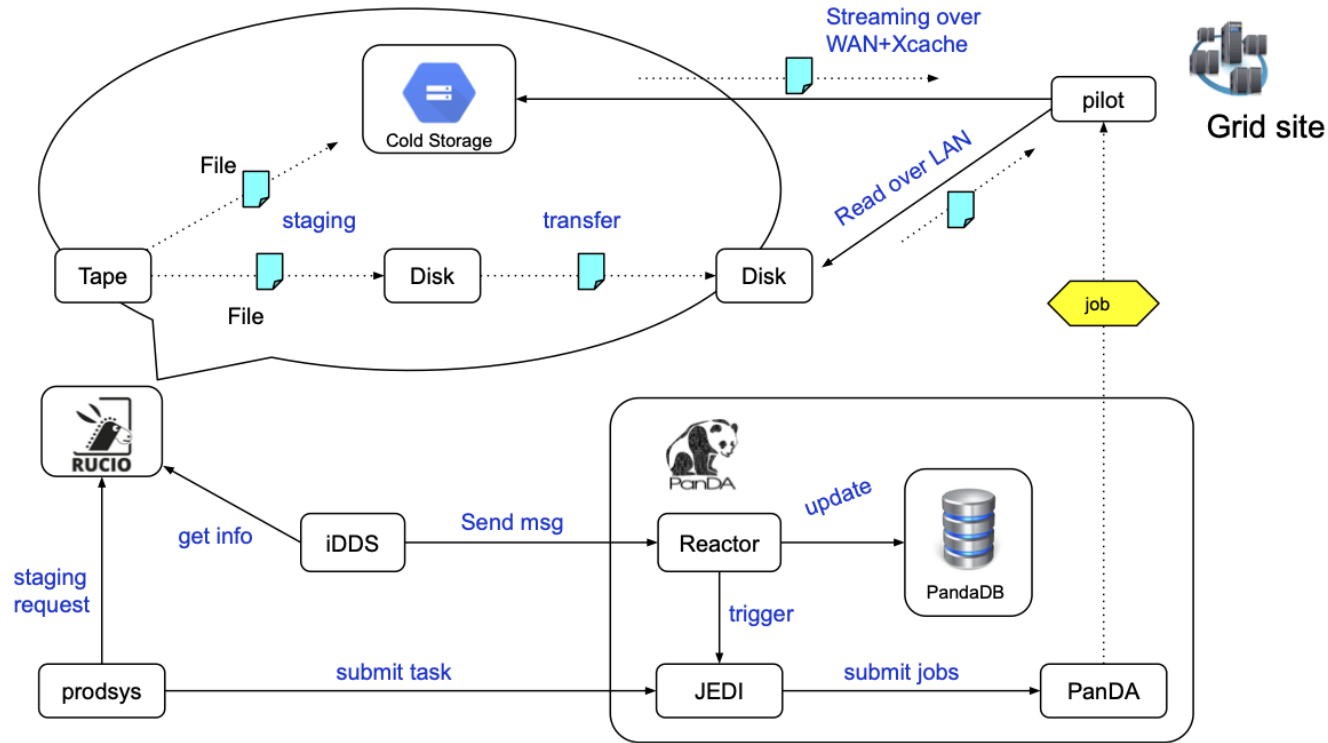 Streaming over
WAN+Xcache
Cold Storage
pilot
Grid site
File
Read over LAN
staging
transfer
Tape
Disk
Disk
File
job
RUCIO
PanDA
update
get info
iDDS
Send msg
Reactor
PandaDB
staging
request
trigger
prodsys
submit task
JEDI
submit jobs
PanDA